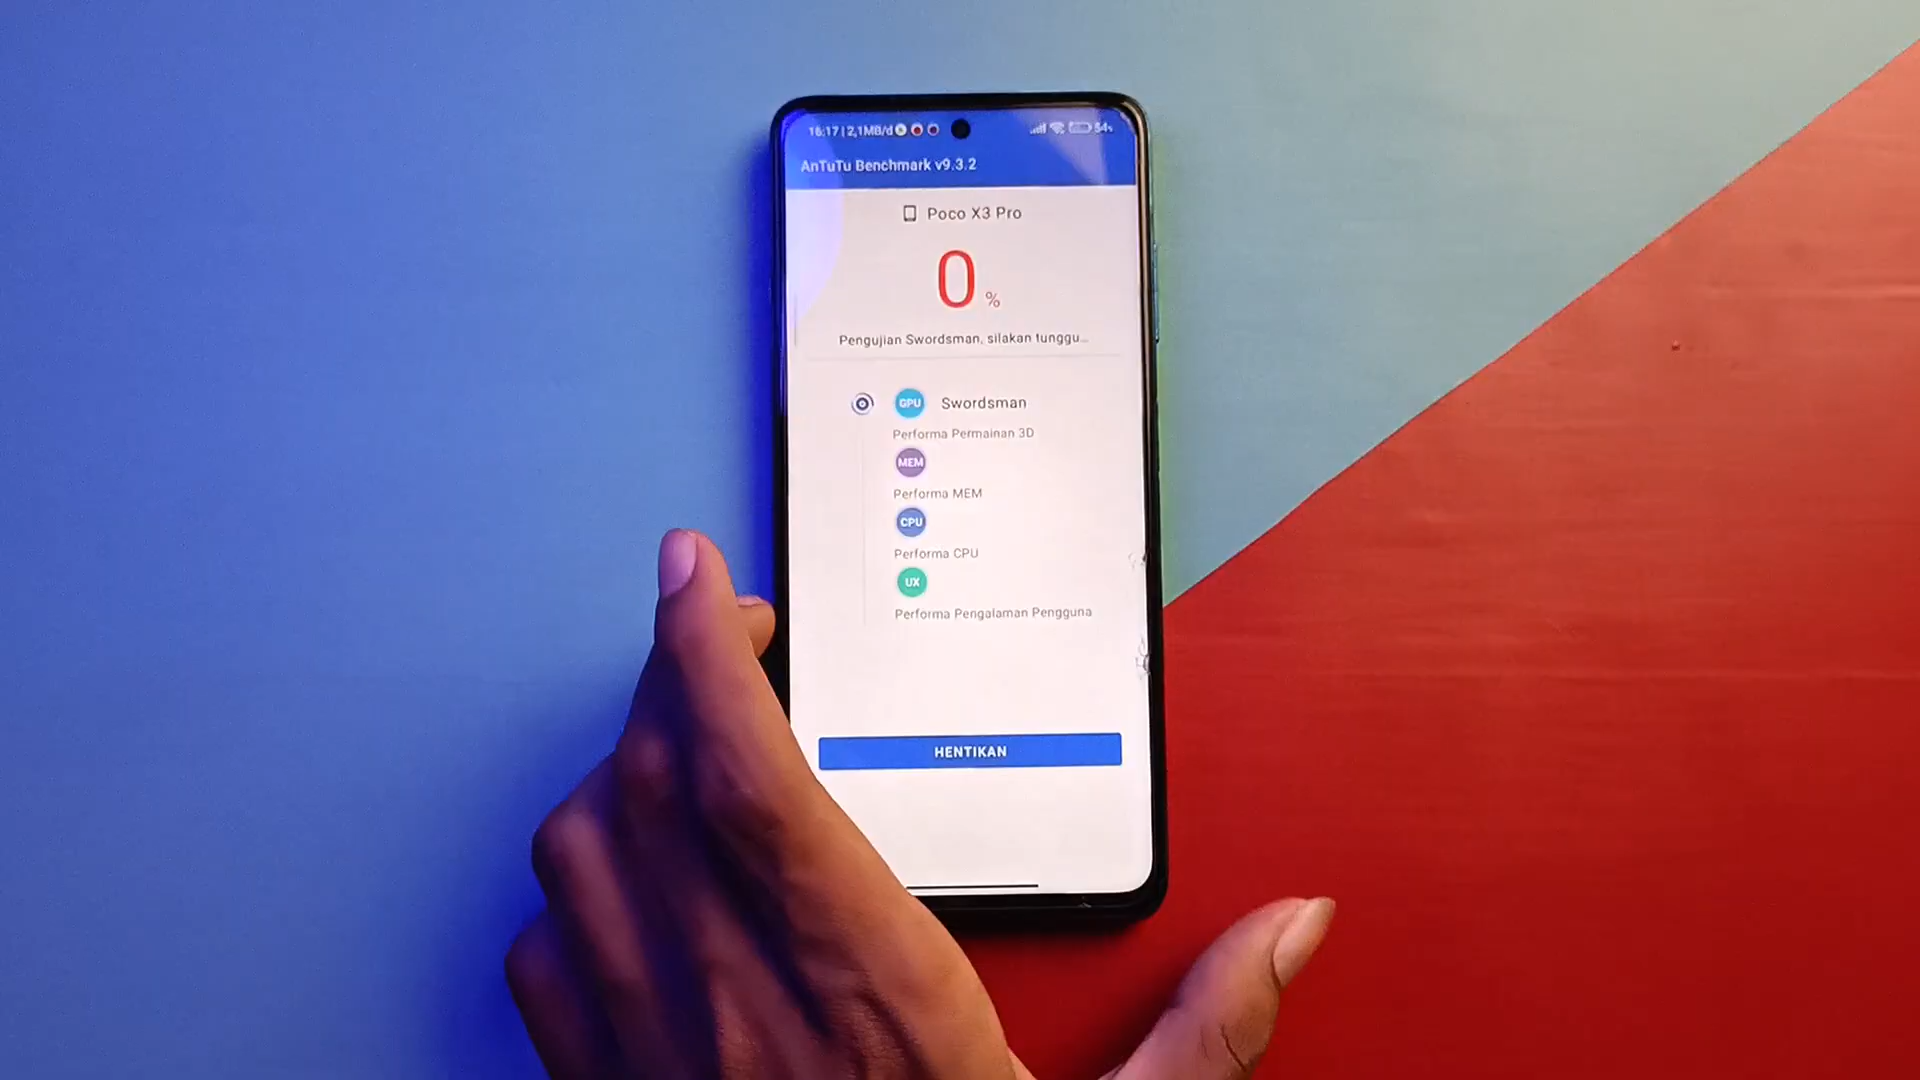 16:17 | 2,1MB/d 54%
AnTuTu Benchmark v9.3.2
Poco X3 Pro
0 %
Pengujian Swordsman, silakan tunggu...
GPU Swordsman
Performa Permainan 3D
MEM
Performa MEM
CPU
Performa CPU
UX
Performa Pengalaman Pengguna
HENTIKAN